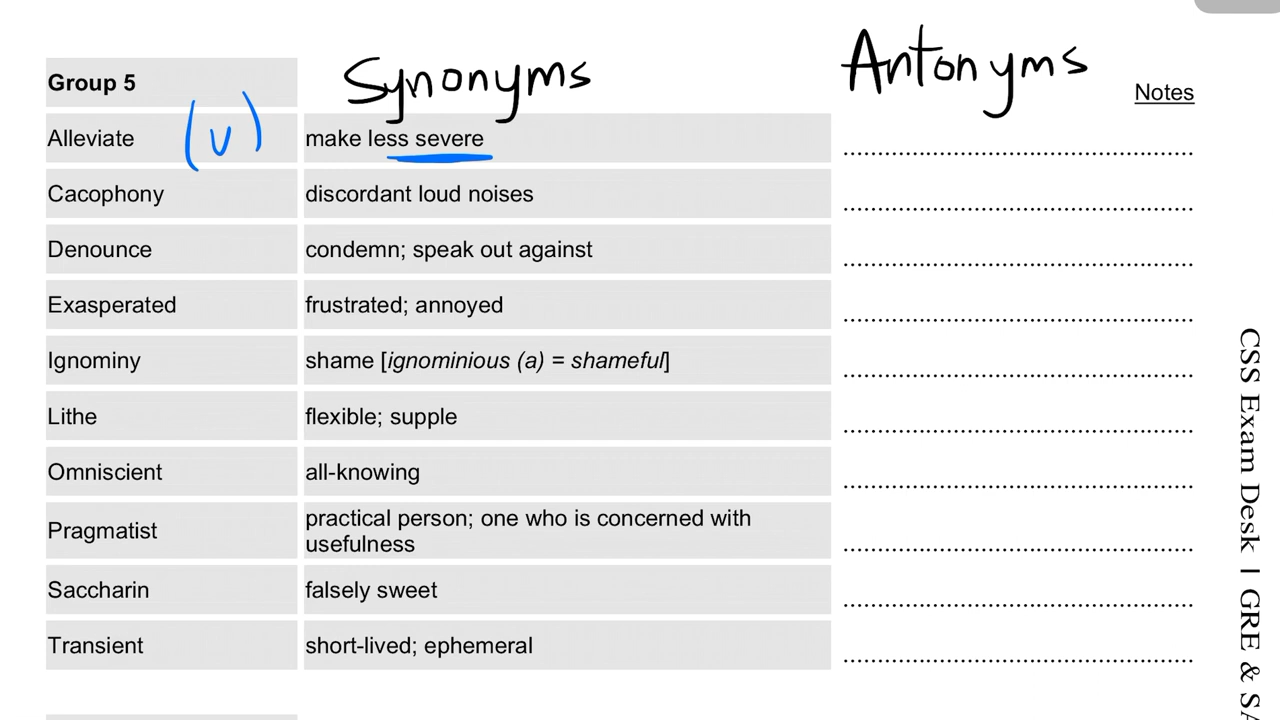 Synonyms
Antonyms
Group 5
Notes
Alleviate (v) make less severe ..........................................................
Cacophony discordant loud noises ..........................................................
Denounce condemn; speak out against ..........................................................
Exasperated frustrated; annoyed ..........................................................
Ignominy shame [ignominious (a) = shameful] ..........................................................
Lithe flexible; supple ..........................................................
Omniscient all-knowing ..........................................................
Pragmatist practical person; one who is concerned with
usefulness ..........................................................
Saccharin falsely sweet ..........................................................
Transient short-lived; ephemeral ..........................................................
CSS Exam Desk I GRE &